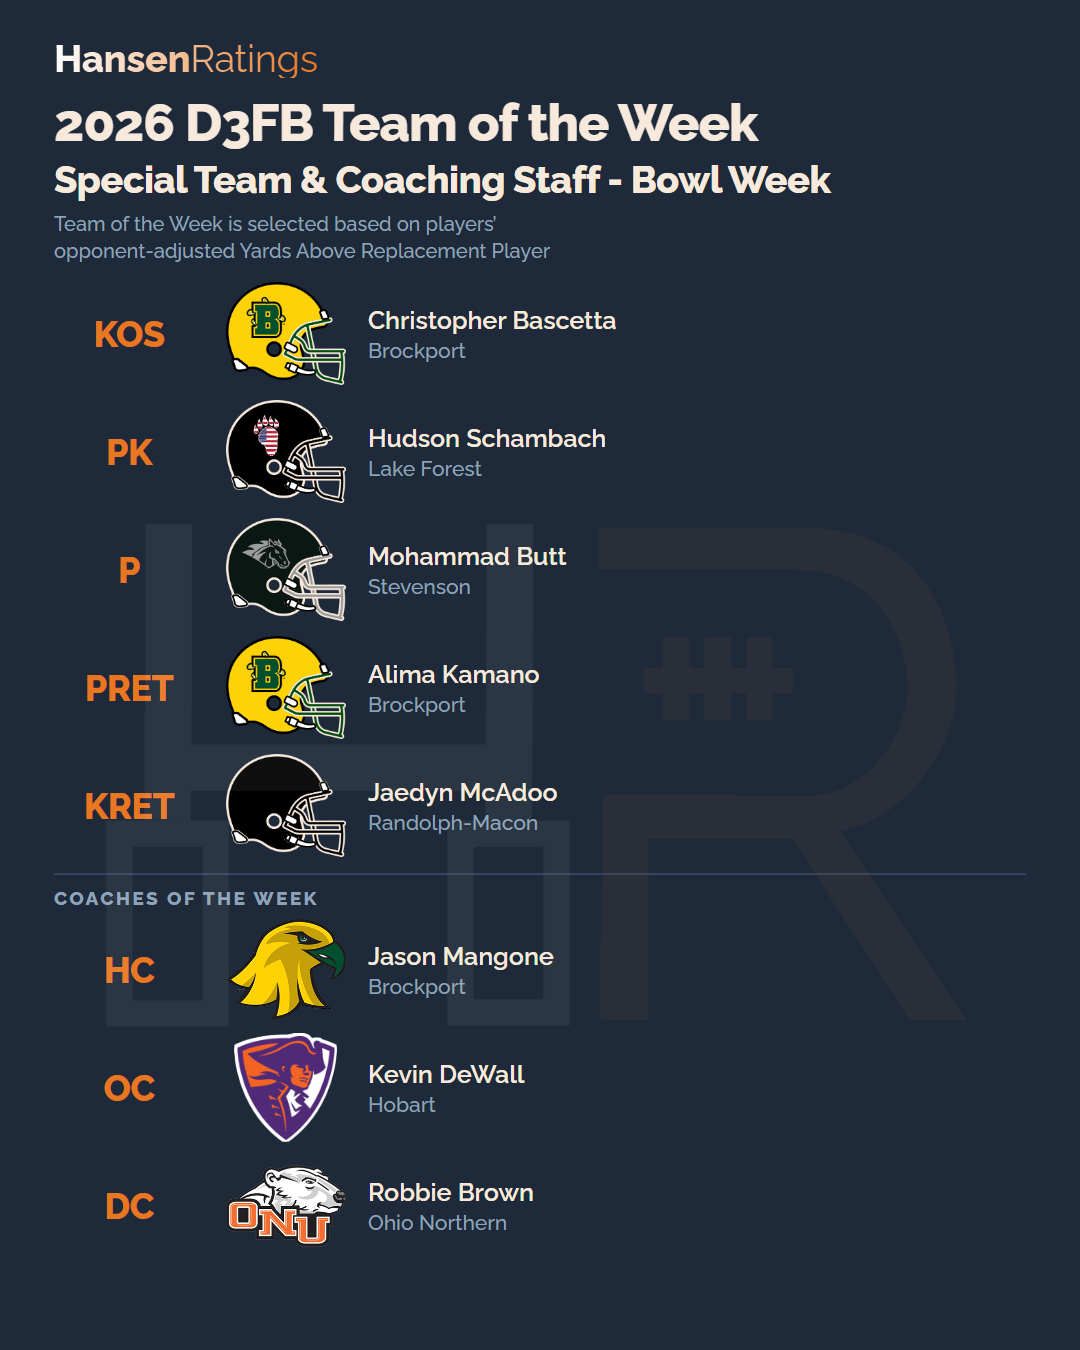 HansenRatings
2026 D3FB Team of the Week
Special Team & Coaching Staff - Bowl Week
Team of the Week is selected based on players'
opponent-adjusted Yards Above Replacement Player
KOS
B
Christopher Bascetta
Brockport
PK
Hudson Schambach
Lake Forest
P
Mohammad Butt
Stevenson
PRET
B
Alima Kamano
Brockport
KRET
Jaedyn McAdoo
Randolph-Macon
COACHES OF THE WEEK
HC
Jason Mangone
Brockport
OC
Kevin DeWall
Hobart
DC
ONU
Robbie Brown
Ohio Northern
HR